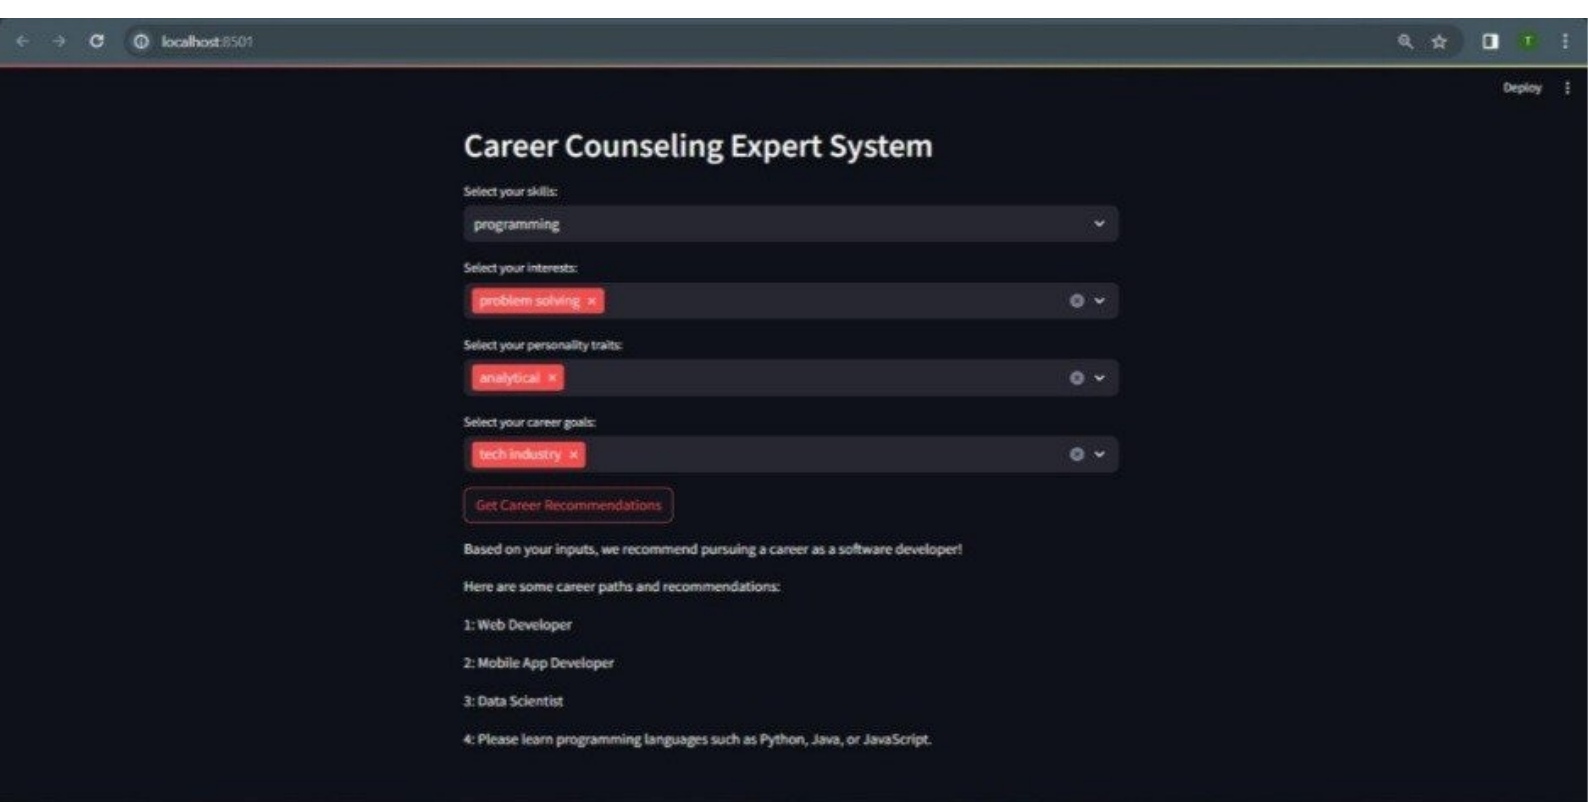 localhost:8501
T
Deploy
Career Counseling Expert System
Select your skills:
programming
Select your interests:
problem solving ×
Select your personality traits:
analytical ×
Select your career goals:
tech industry ×
Get Career Recommendations
Based on your inputs, we recommend pursuing a career as a software developer!
Here are some career paths and recommendations:
1: Web Developer
2: Mobile App Developer
3: Data Scientist
4: Please learn programming languages such as Python, Java, or JavaScript.